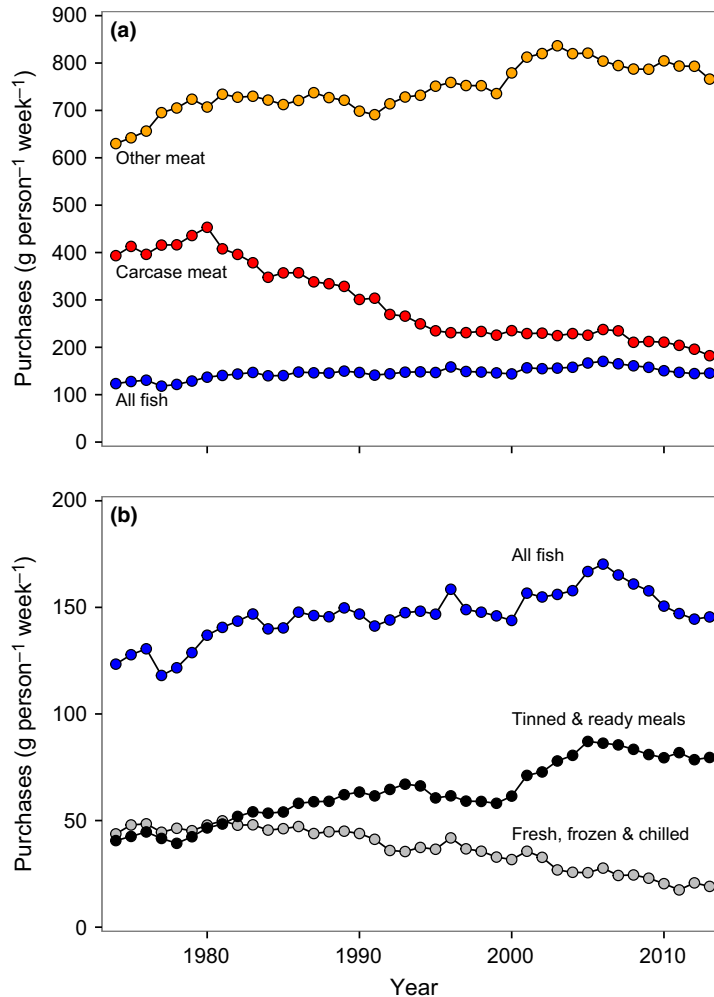 (a)
900
800
700
600
500
400
300
200
100
0
Purchases (g person⁻¹ week⁻¹)
Other meat
Carcase meat
All fish
(b)
200
150
100
50
0
Purchases (g person⁻¹ week⁻¹)
All fish
Tinned & ready meals
Fresh, frozen & chilled
1980 1990 2000 2010
Year